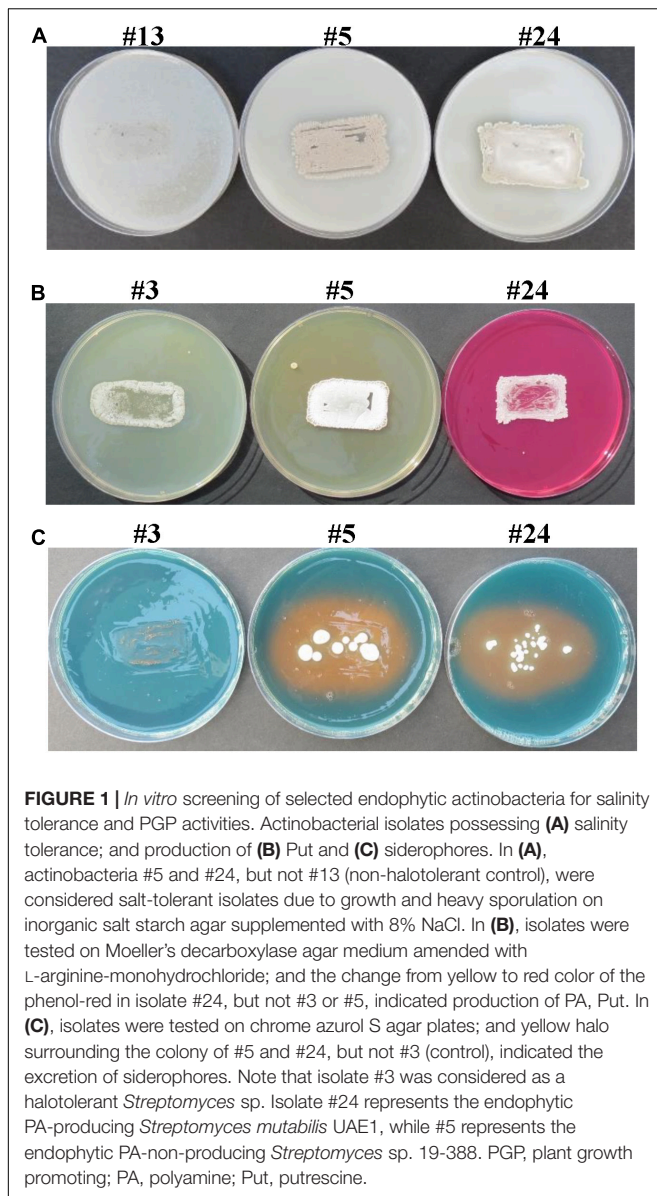 A
#13 #5 #24
B
#3 #5 #24
C
#3 #5 #24
FIGURE 1 | In vitro screening of selected endophytic actinobacteria for salinity
tolerance and PGP activities. Actinobacterial isolates possessing (A) salinity
tolerance; and production of (B) Put and (C) siderophores. In (A),
actinobacteria #5 and #24, but not #13 (non-halotolerant control), were
considered salt-tolerant isolates due to growth and heavy sporulation on
inorganic salt starch agar supplemented with 8% NaCl. In (B), isolates were
tested on Moeller's decarboxylase agar medium amended with
L-arginine-monohydrochloride; and the change from yellow to red color of the
phenol-red in isolate #24, but not #3 or #5, indicated production of PA, Put. In
(C), isolates were tested on chrome azurol S agar plates; and yellow halo
surrounding the colony of #5 and #24, but not #3 (control), indicated the
excretion of siderophores. Note that isolate #3 was considered as a
halotolerant Streptomyces sp. Isolate #24 represents the endophytic
PA-producing Streptomyces mutabilis UAE1, while #5 represents the
endophytic PA-non-producing Streptomyces sp. 19-388. PGP, plant growth
promoting; PA, polyamine; Put, putrescine.